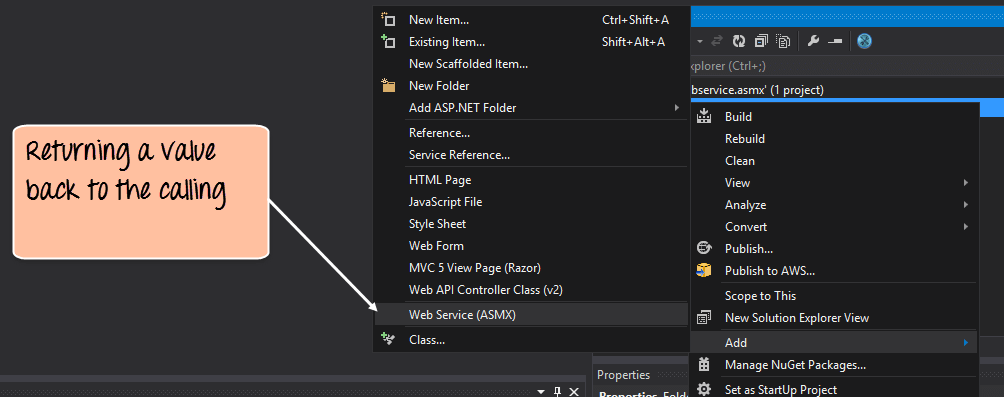 New Item... Ctrl+Shift+A
Existing Item... Shift+Alt+A
New Scaffolded Item...
New Folder
Add ASP.NET Folder
Reference...
Service Reference...
HTML Page
JavaScript File
Style Sheet
Web Form
MVC 5 View Page (Razor)
Web API Controller Class (v2)
Web Service (ASMX)
Class...
Returning a value
back to the calling
xplorer (Ctrl+;)
bservice.asmx' (1 project)
Build
Rebuild
Clean
View
Analyze
Convert
Publish...
Publish to AWS...
Scope to This
New Solution Explorer View
Add
Manage NuGet Packages...
Set as StartUp Project
Properties
Properties Fold